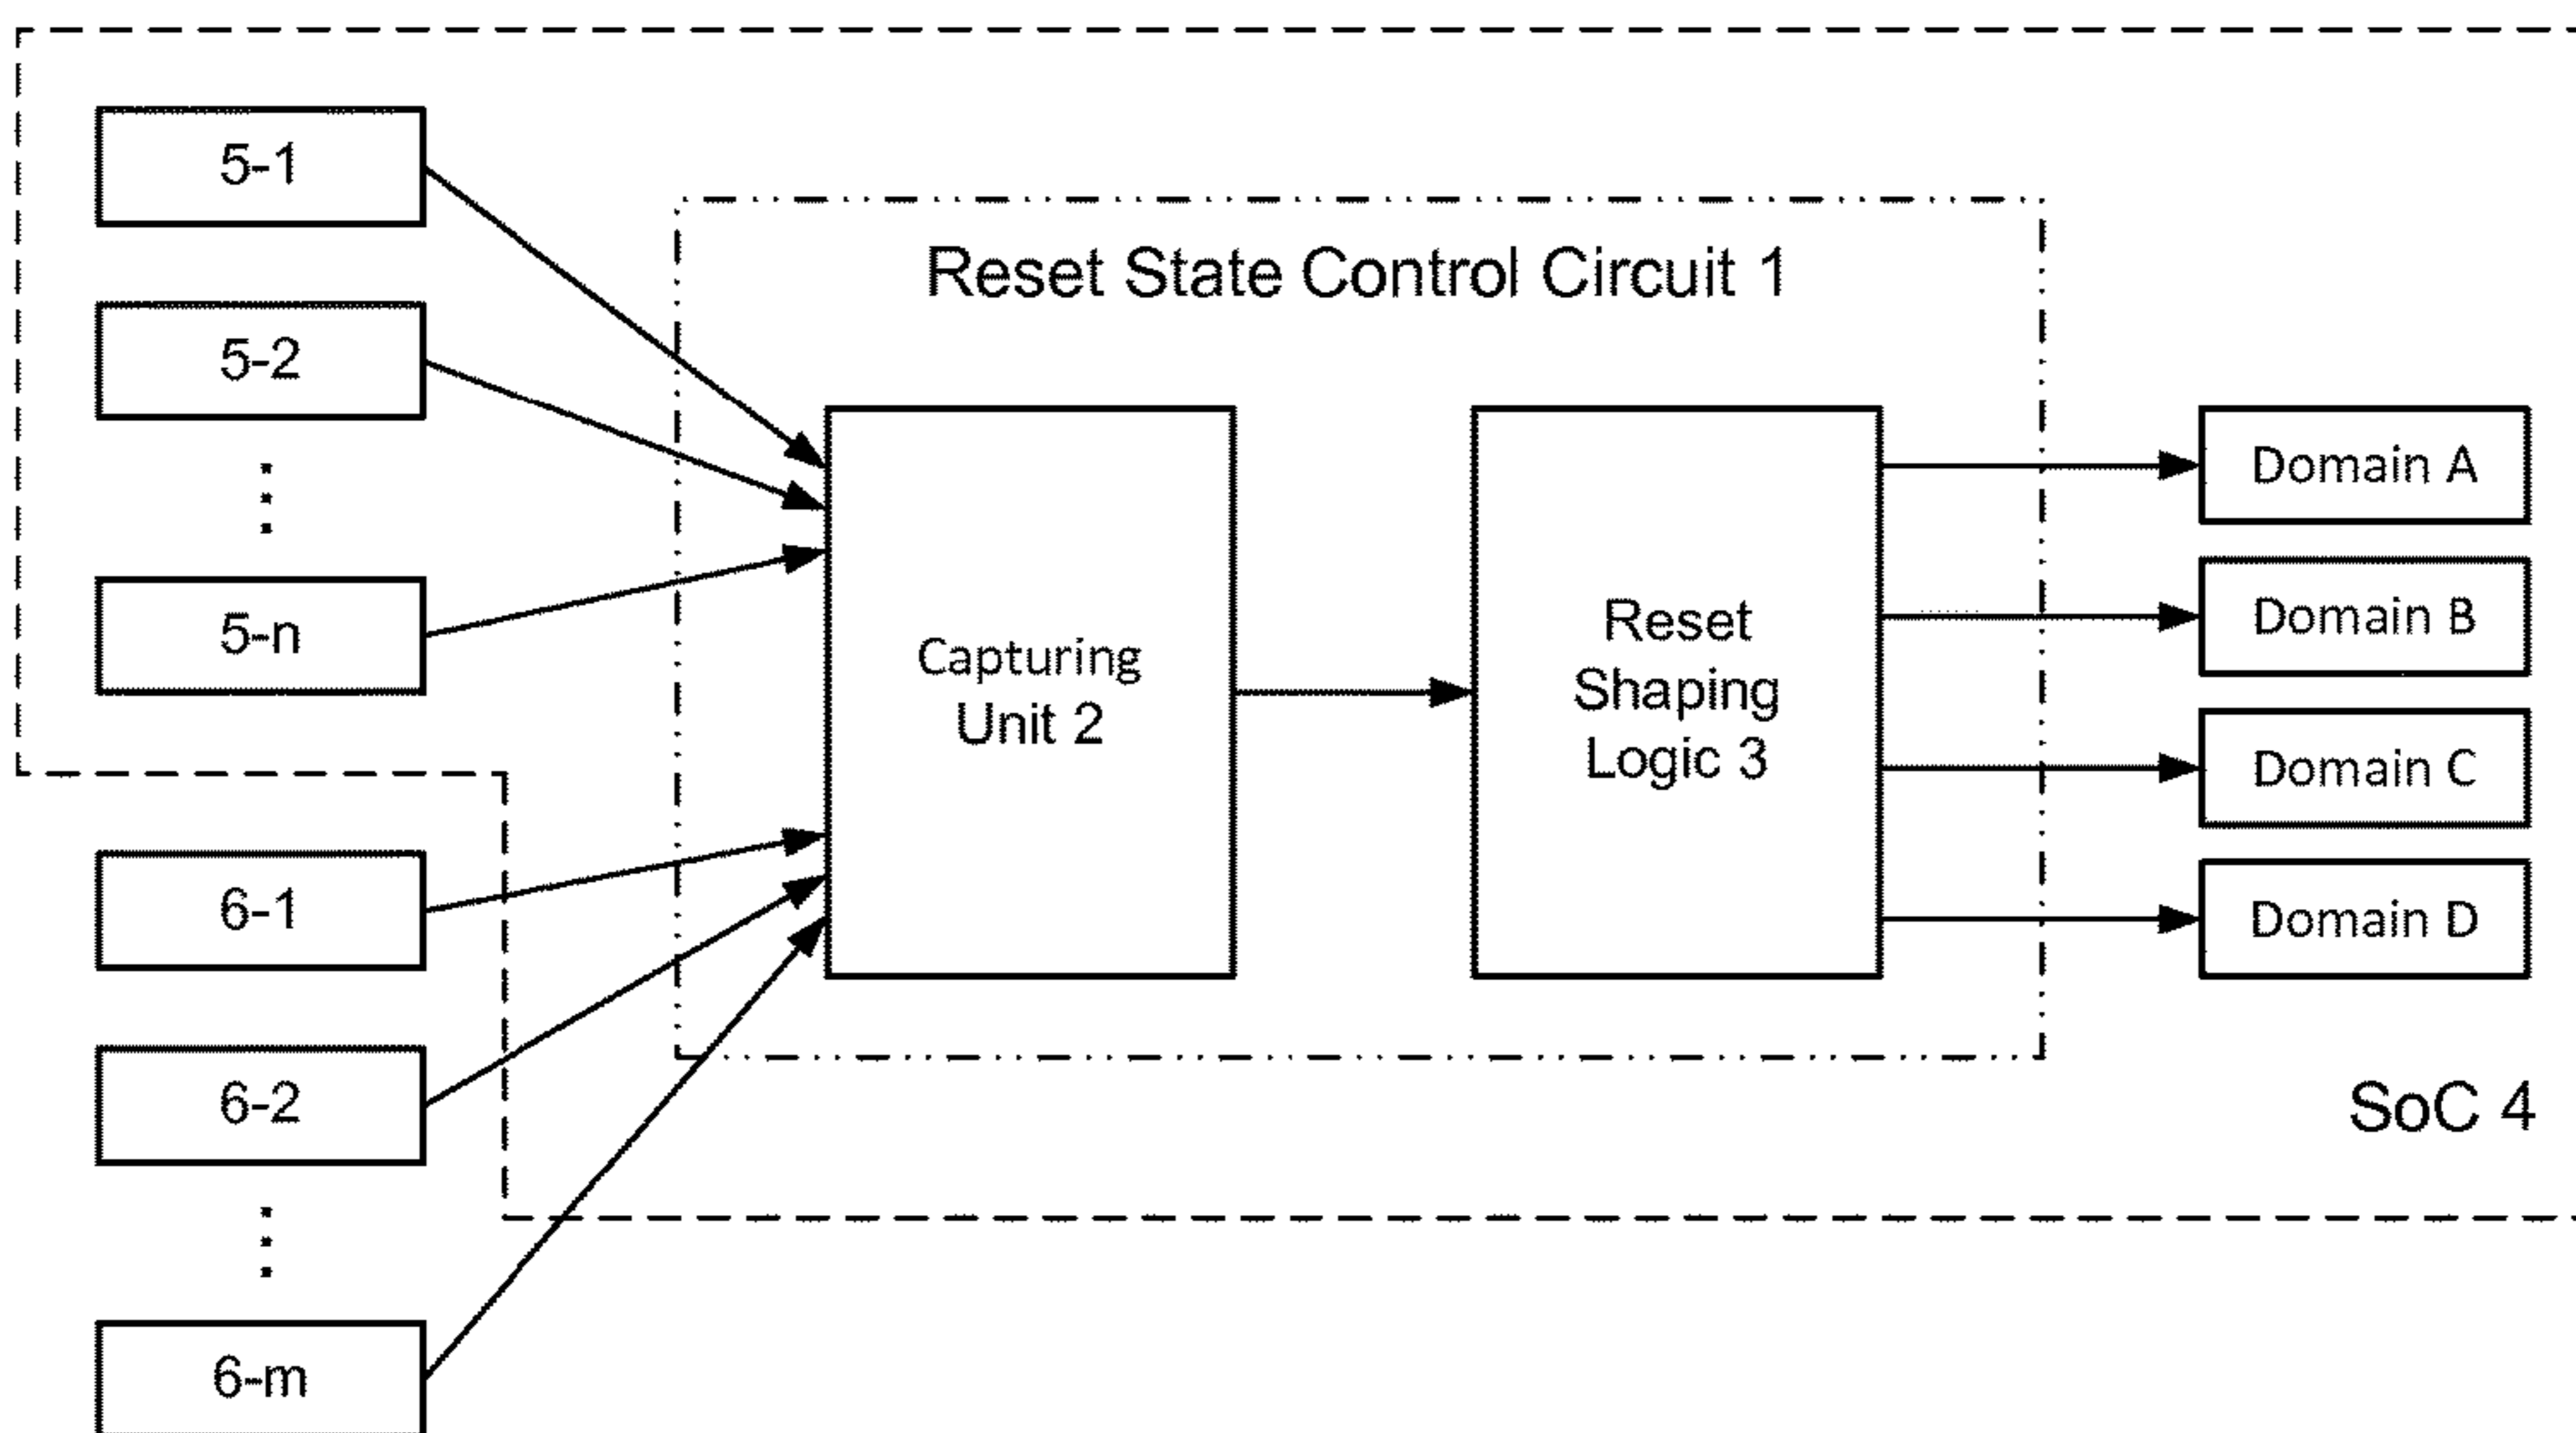 5-1
5-2
5-n
6-1
6-2
6-m
Reset State Control Circuit 1
Capturing
Unit 2
Reset
Shaping
Logic 3
Domain A
Domain B
Domain C
Domain D
SoC 4